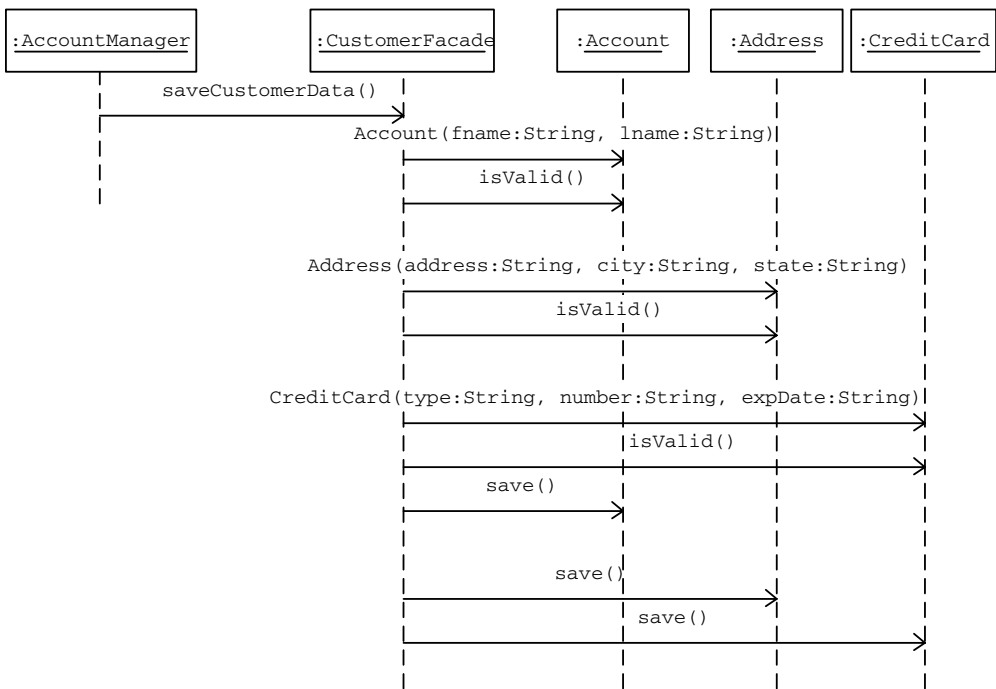 :AccountManager
:CustomerFacade
:Account
:Address
:CreditCard
saveCustomerData()
Account(fname:String, lname:String)
isValid()
Address(address:String, city:String, state:String)
isValid()
CreditCard(type:String, number:String, expDate:String)
isValid()
save()
save()
save()